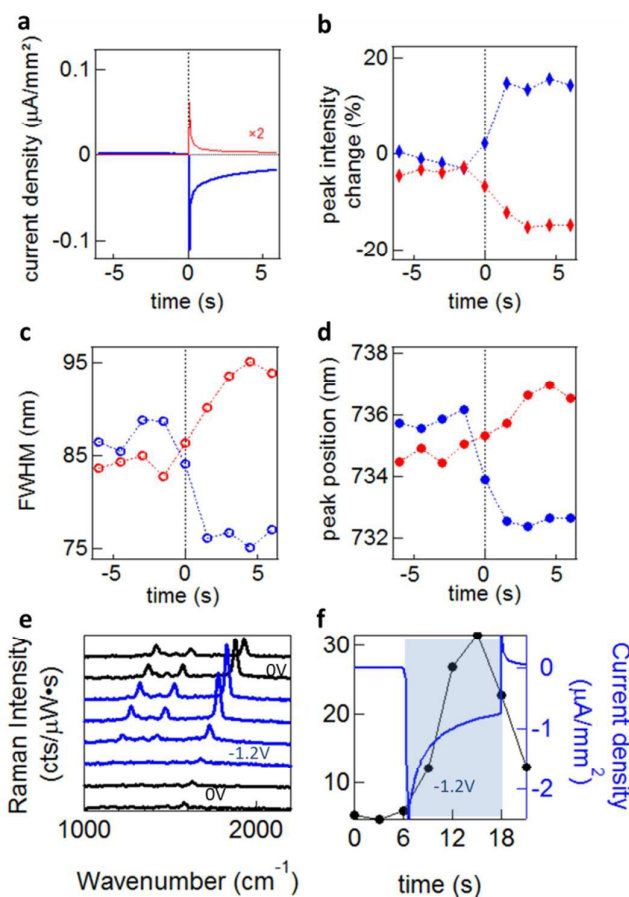 a
current density (µA/mm²)
0.1
0
-0.1
×2
-5 0 5
time (s)
b
peak intensity
change (%)
20
0
-20
-5 0 5
time (s)
c
FWHM (nm)
95
85
75
-5 0 5
time (s)
d
peak position (nm)
738
736
734
732
-5 0 5
time (s)
e
Raman Intensity
(cts/µW•s)
0V
-1.2V
0V
1000 2000
Wavenumber (cm⁻¹)
f
30
20
10
-1.2V
0
-1
-2
Current density
(µA/mm²)
0 6 12 18
time (s)